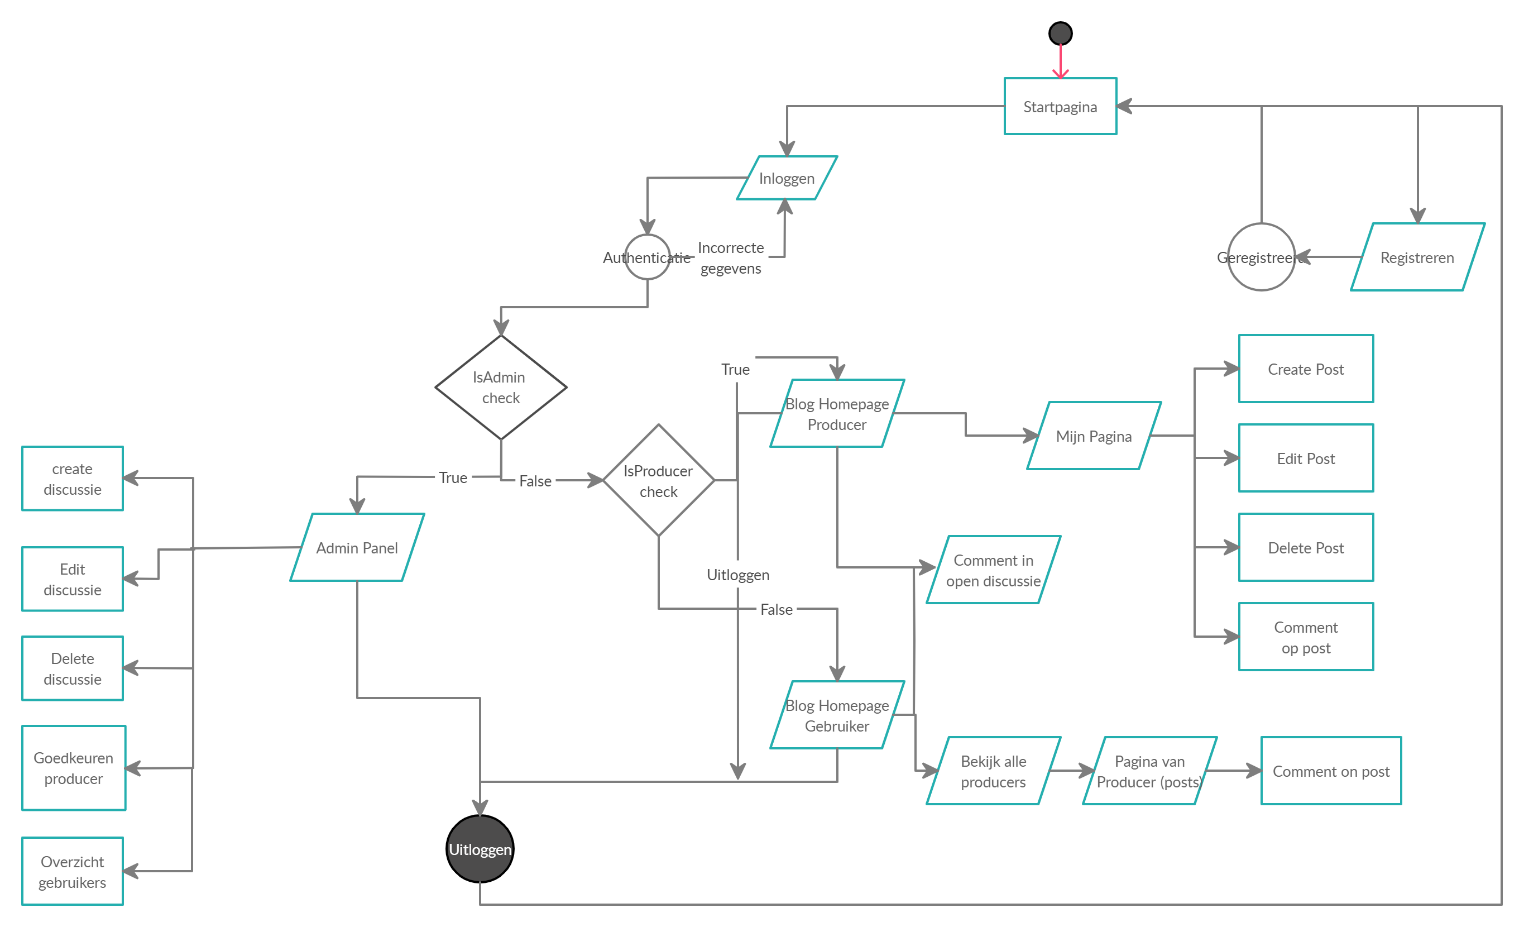 Startpagina
Inloggen
Authenticatie
Incorrecte
gegevens
Geregistreerd
Registreren
IsAdmin
check
True
False
IsProducer
check
True
Blog Homepage
Producer
Mijn Pagina
Create Post
Edit Post
Delete Post
Comment
op post
create
discussie
Edit
discussie
Delete
discussie
Goedkeuren
producer
Overzicht
gebruikers
Admin Panel
Uitloggen
False
Comment in
open discussie
Blog Homepage
Gebruiker
Bekijk alle
producers
Pagina van
Producer (posts)
Comment on post
Uitloggen